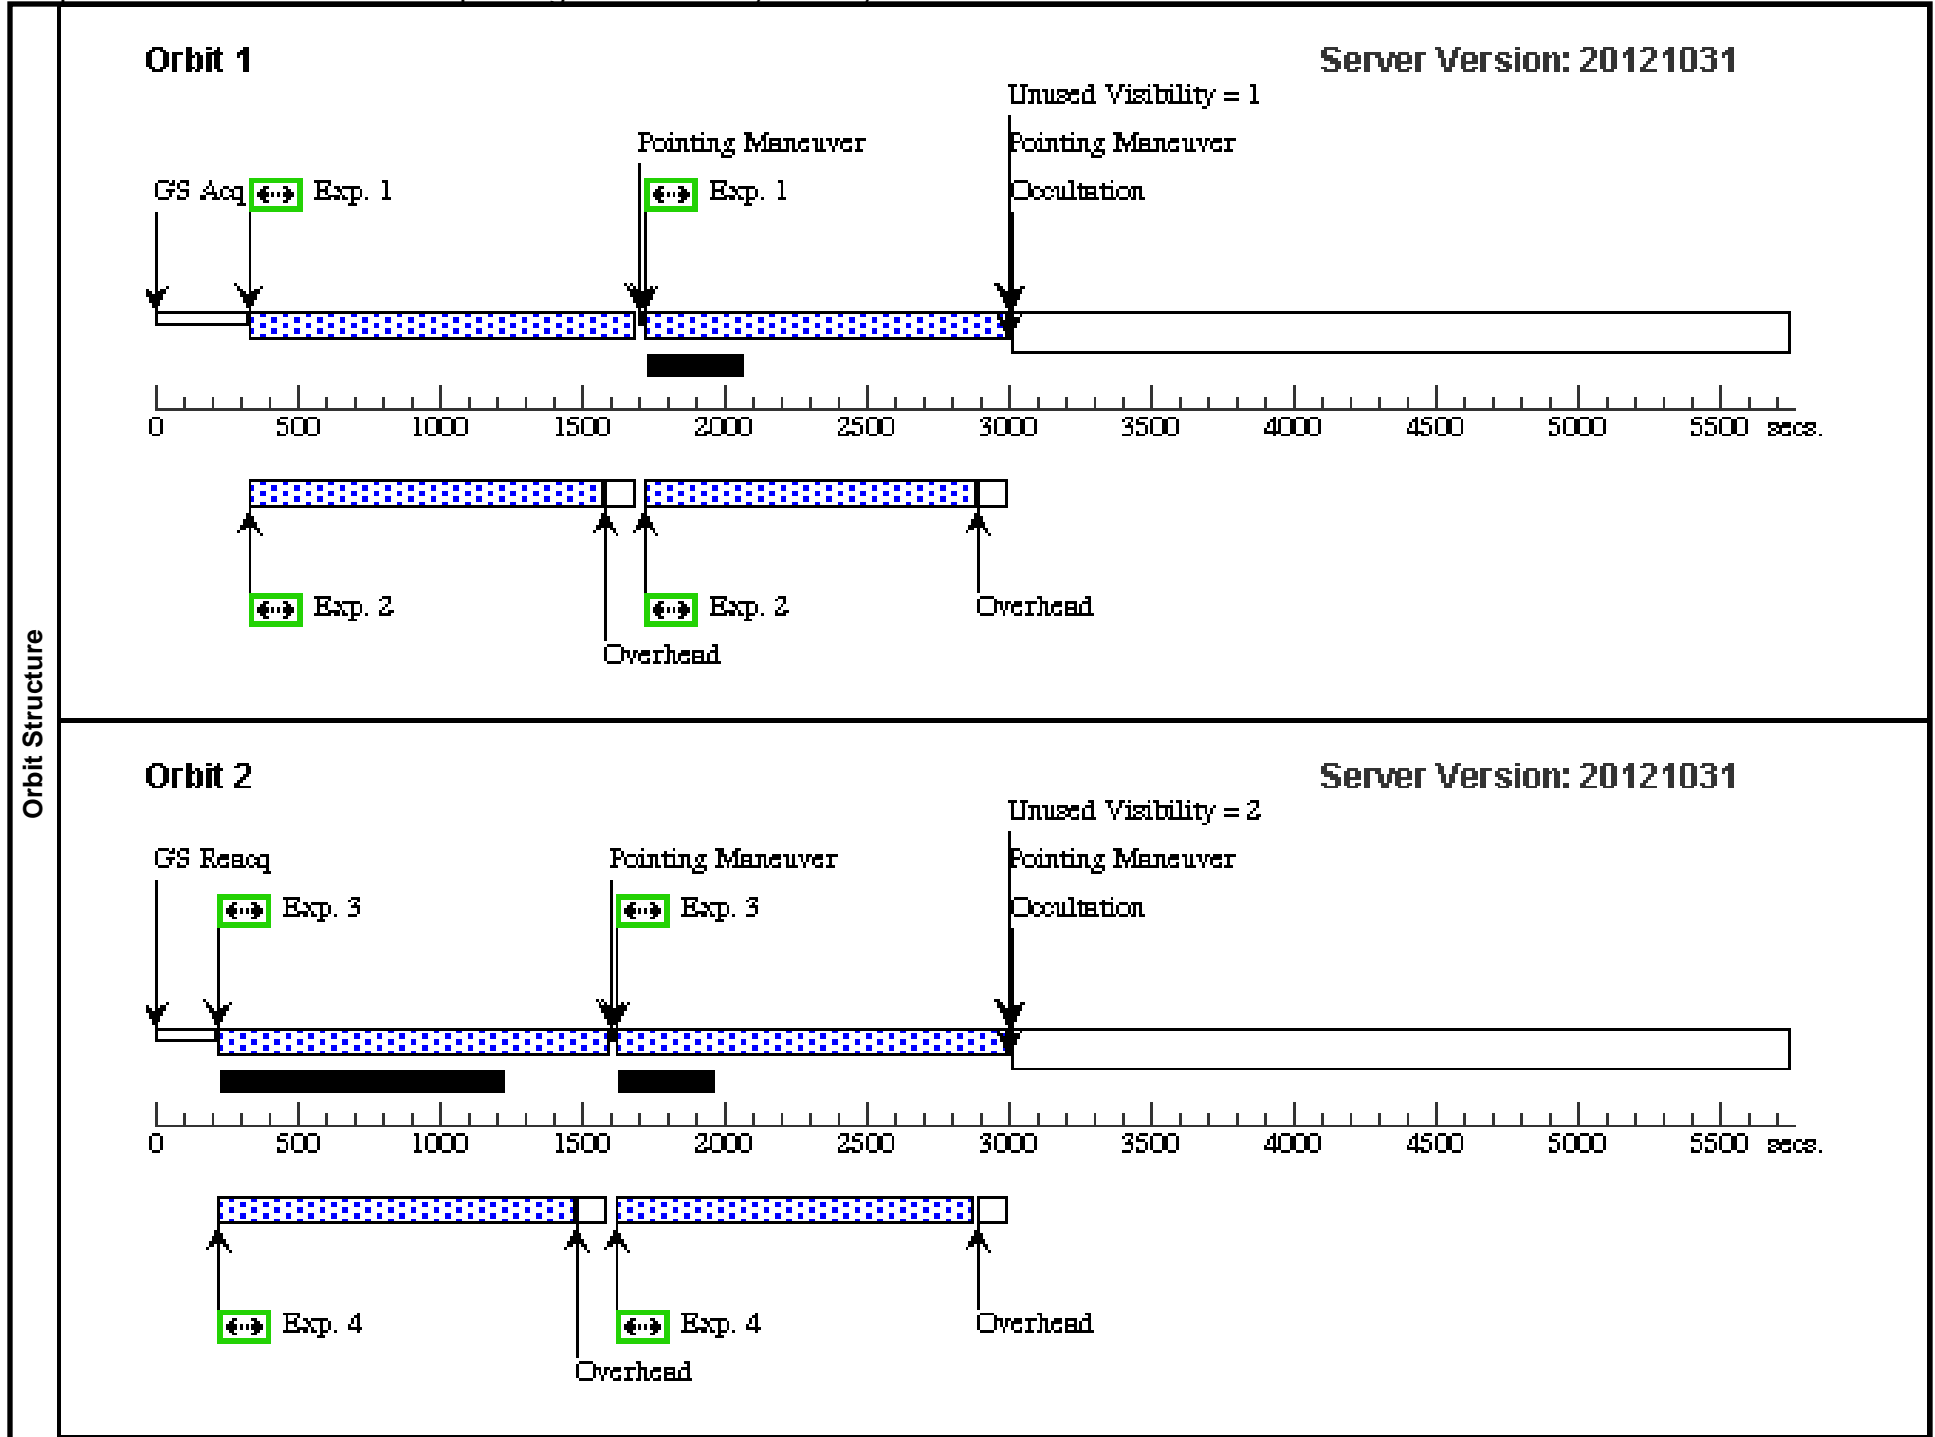 Orbit Structure
Orbit 1
Server Version: 20121031
Unused Visibility = 1
Pointing Maneuver
Pointing Maneuver
GS Acq
Exp. 1
Exp. 1
Occultation
0 500 1000 1500 2000 2500 3000 3500 4000 4500 5000 5500 secs.
Exp. 2
Exp. 2
Overhead
Overhead
Orbit 2
Server Version: 20121031
Unused Visibility = 2
GS Reacq
Pointing Maneuver
Pointing Maneuver
Exp. 3
Exp. 3
Occultation
0 500 1000 1500 2000 2500 3000 3500 4000 4500 5000 5500 secs.
Exp. 4
Exp. 4
Overhead
Overhead